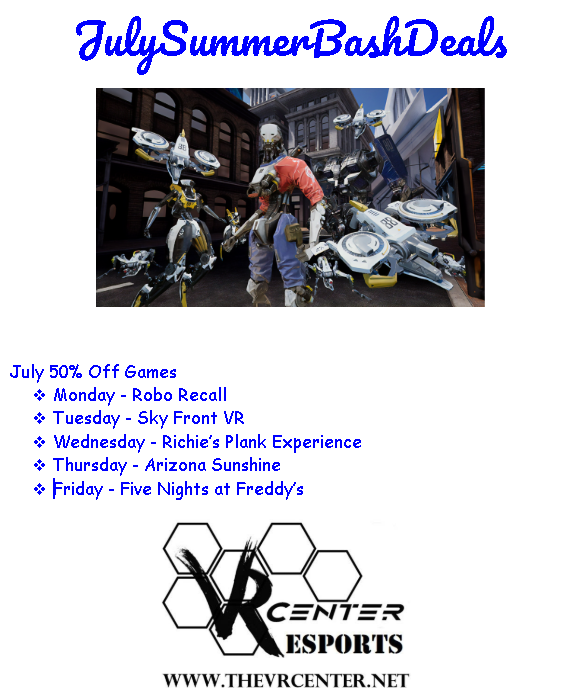 JulySummerBashDeals
July 50% Off Games
❖ Monday - Robo Recall
❖ Tuesday - Sky Front VR
❖ Wednesday - Richie's Plank Experience
❖ Thursday - Arizona Sunshine
❖ Friday - Five Nights at Freddy's
VR CENTER
ESPORTS
WWW.THEVRCENTER.NET